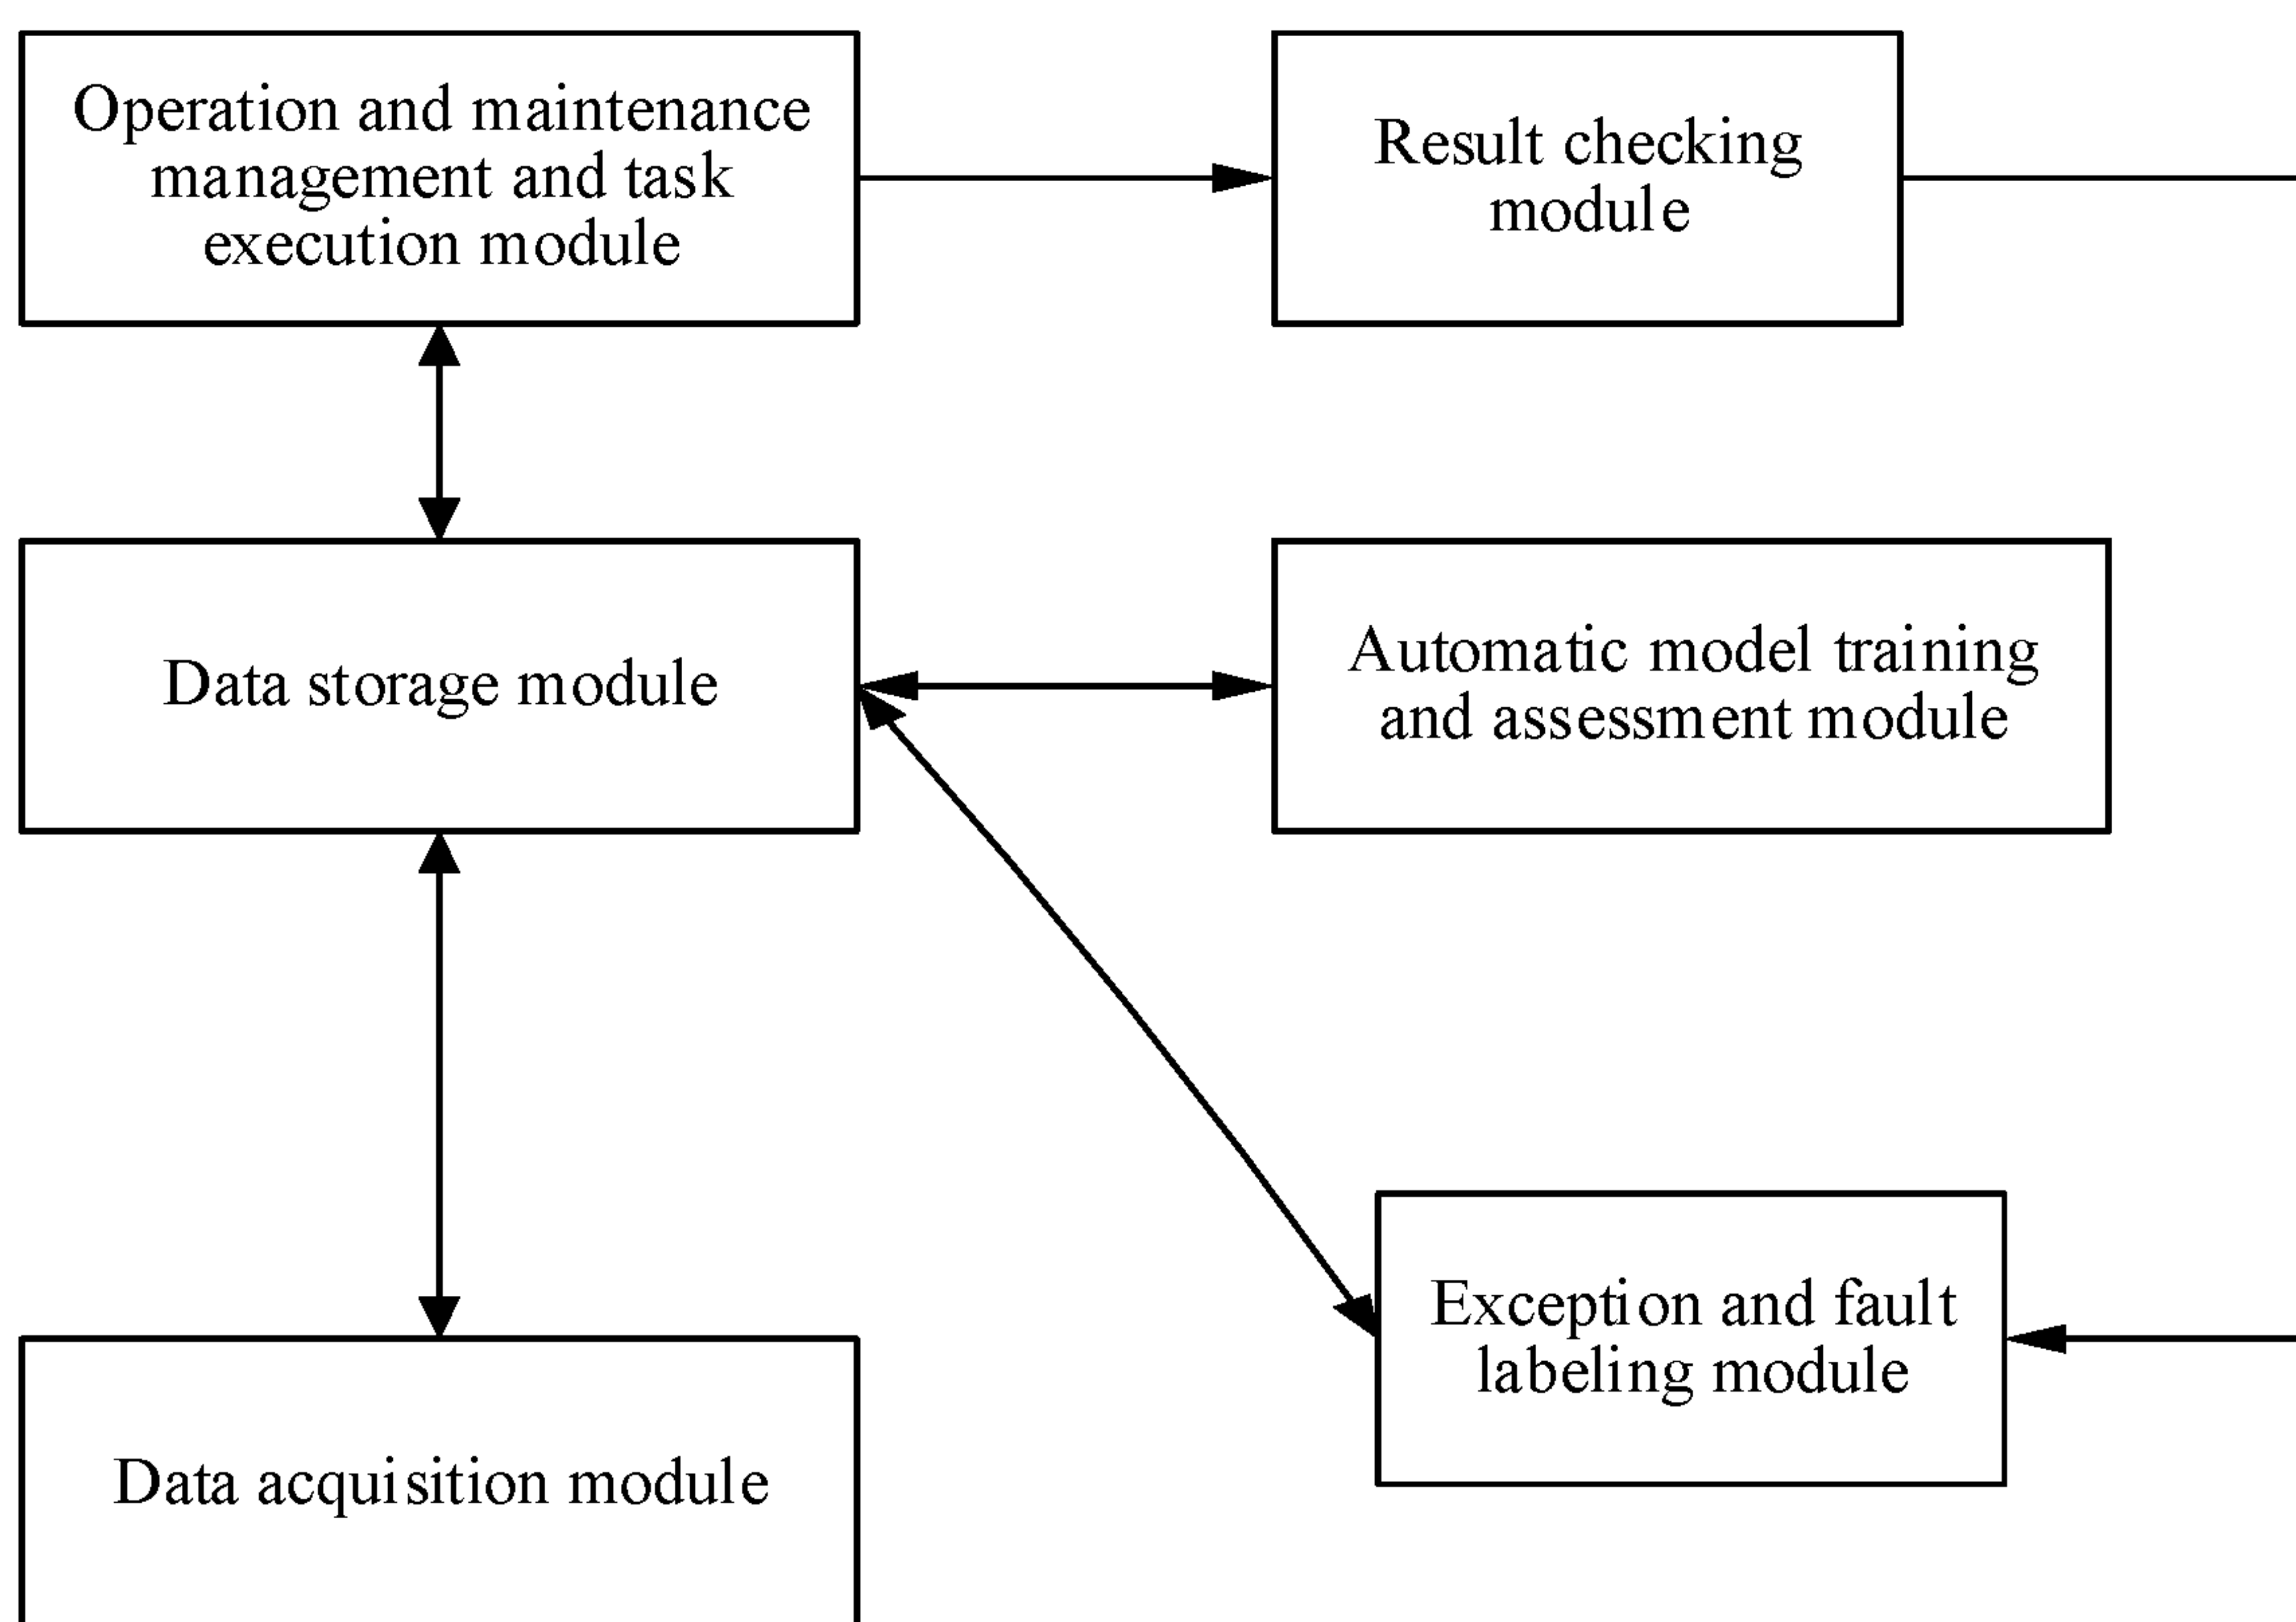 Operation and maintenance
management and task
execution module
Result checking
module
Data storage module
Automatic model training
and assessment module
Exception and fault
labeling module
Data acquisition module